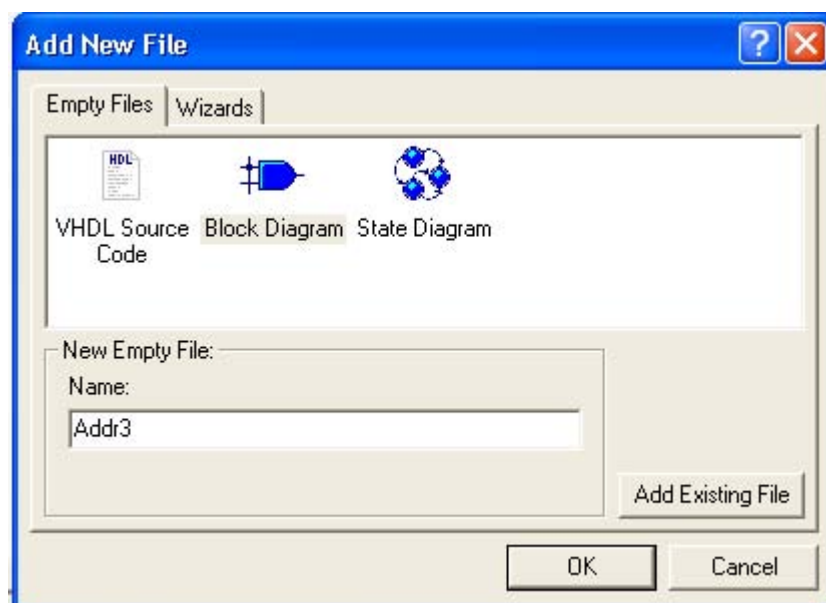 Add New File
Empty Files
Wizards
HDL
VHDL Source
Code
Block Diagram
State Diagram
New Empty File:
Name:
Addr3
Add Existing File
OK
Cancel